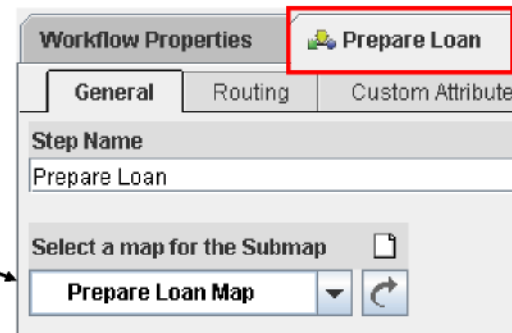 Workflow Properties Prepare Loan
General Routing Custom Attribute
Step Name
Prepare Loan
Select a map for the Submap
Prepare Loan Map